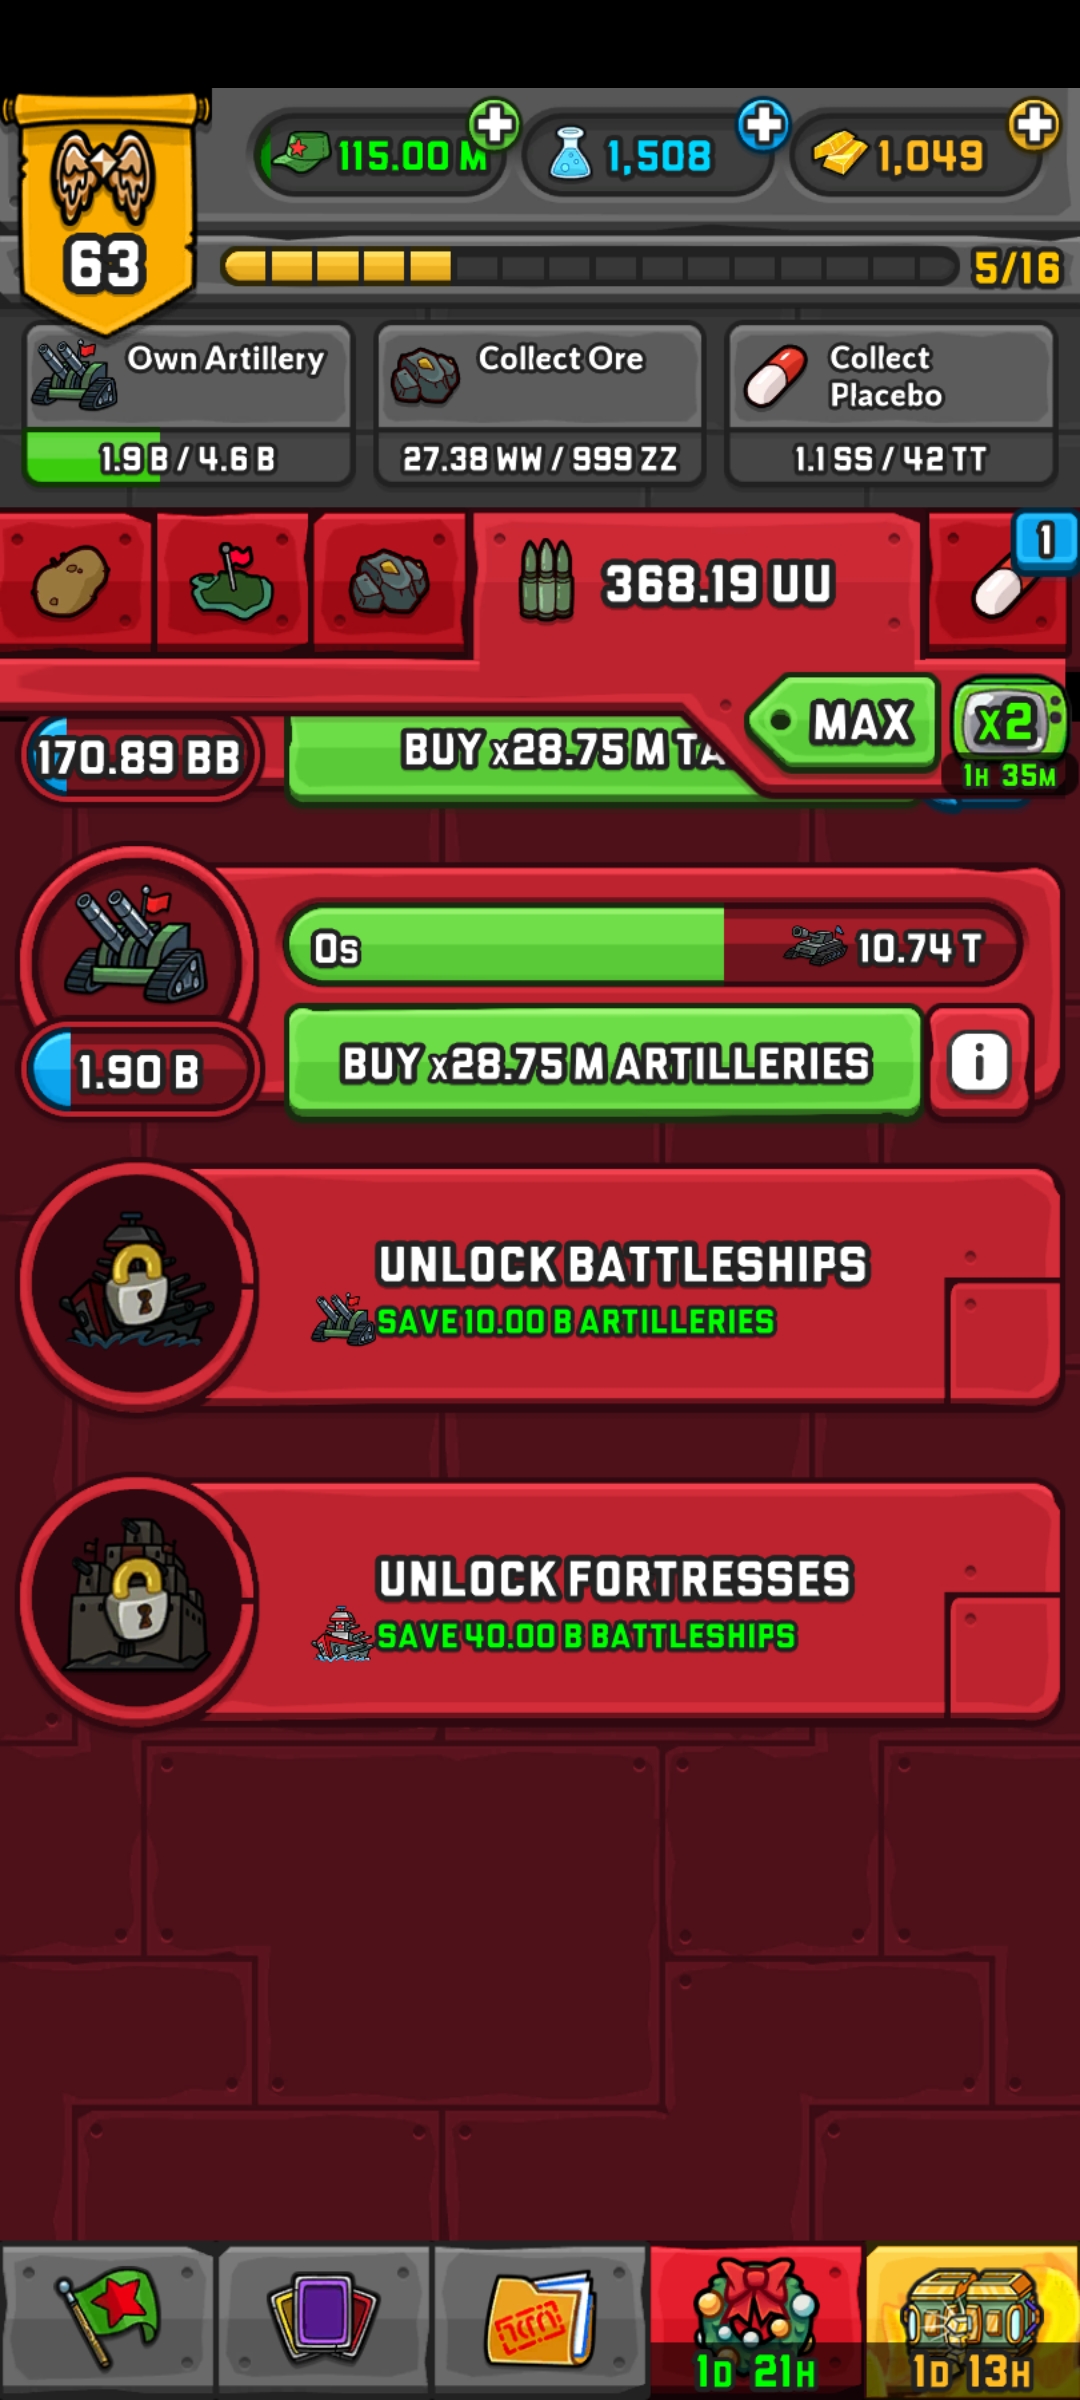 115.00 M
1,508
1,049
63
5/16
Own Artillery
Collect Ore
Collect
Placebo
1.9 B / 4.6 B
27.38 WW / 999 ZZ
1.1 SS / 42 TT
1
368.19 UU
MAX
x2
1H 35M
170.89 BB
BUY x28.75 M TA
0s
10.74 T
1.90 B
BUY x28.75 M ARTILLERIES
i
UNLOCK BATTLESHIPS
SAVE 10.00 B ARTILLERIES
UNLOCK FORTRESSES
SAVE 40.00 B BATTLESHIPS
1D 21H
1D 13H